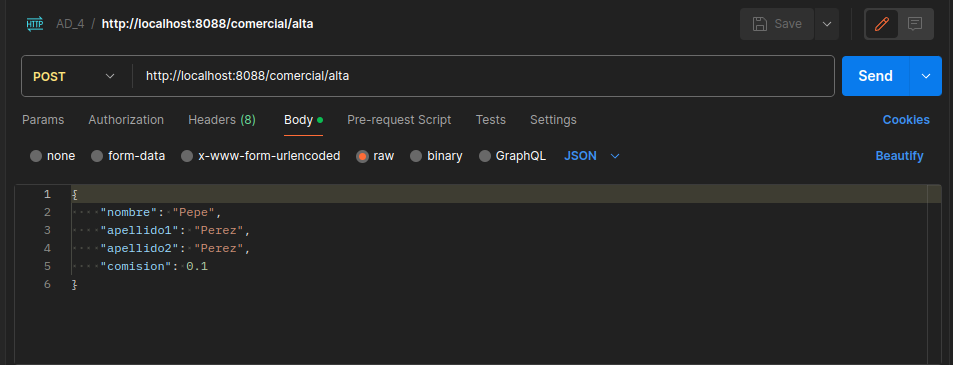 HTTP AD_4 / http://localhost:8088/comercial/alta Save
POST http://localhost:8088/comercial/alta Send
Params Authorization Headers (8) Body Pre-request Script Tests Settings Cookies
none form-data x-www-form-urlencoded raw binary GraphQL JSON Beautify
1 {
2 "nombre": "Pepe",
3 "apellido1": "Perez",
4 "apellido2": "Perez",
5 "comision": 0.1
6 }